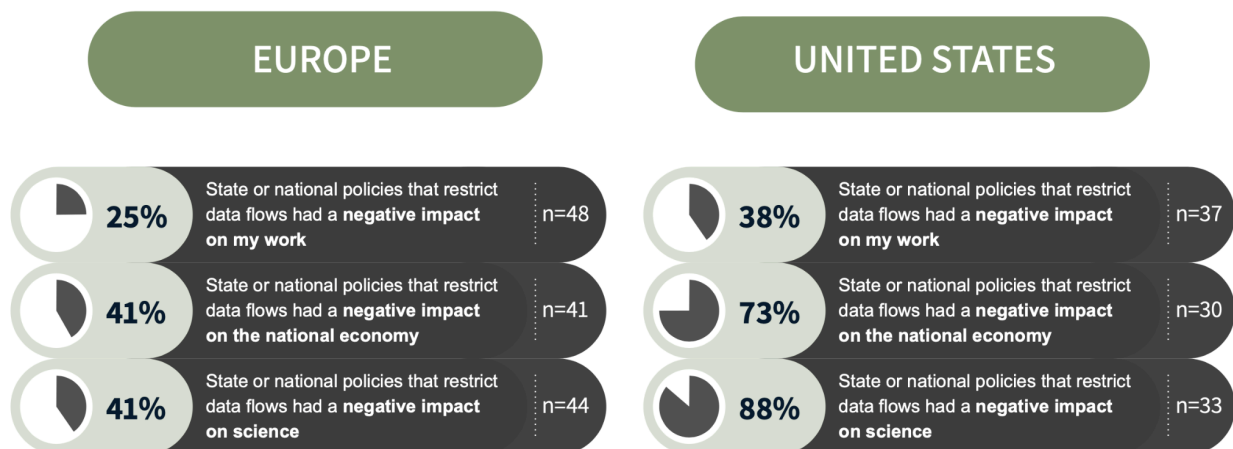 EUROPE
25%
State or national policies that restrict
data flows had a negative impact
on my work
n=48
41%
State or national policies that restrict
data flows had a negative impact
on the national economy
n=41
41%
State or national policies that restrict
data flows had a negative impact
on science
n=44
UNITED STATES
38%
State or national policies that restrict
data flows had a negative impact
on my work
n=37
73%
State or national policies that restrict
data flows had a negative impact
on the national economy
n=30
88%
State or national policies that restrict
data flows had a negative impact
on science
n=33